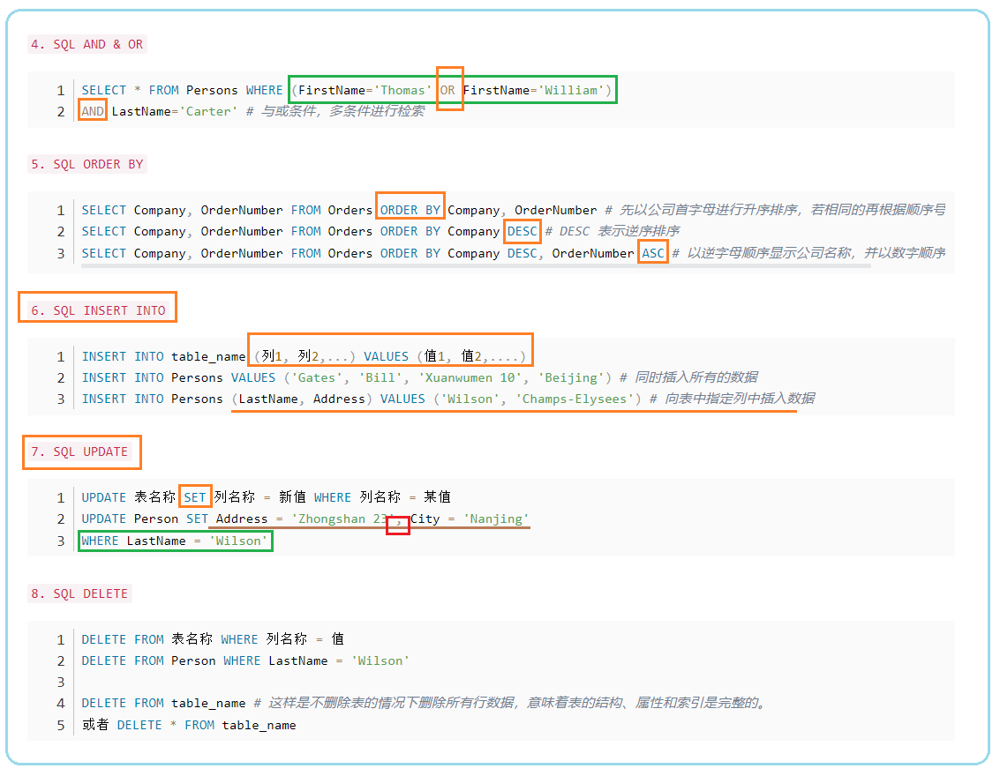 4. SQL AND & OR
1 SELECT * FROM Persons WHERE (FirstName='Thomas' OR FirstName='William')
2 AND LastName='Carter' # 与或条件，多条件进行检索
5. SQL ORDER BY
1 SELECT Company, OrderNumber FROM Orders ORDER BY Company, OrderNumber # 先以公司首字母进行升序排序，若相同的再根据顺序号
2 SELECT Company, OrderNumber FROM Orders ORDER BY Company DESC # DESC 表示逆序排序
3 SELECT Company, OrderNumber FROM Orders ORDER BY Company DESC, OrderNumber ASC # 以逆字母顺序显示公司名称，并以数字顺序
6. SQL INSERT INTO
1 INSERT INTO table_name (列1, 列2,...) VALUES (值1, 值2,....)
2 INSERT INTO Persons VALUES ('Gates', 'Bill', 'Xuanwumen 10', 'Beijing') # 同时插入所有的数据
3 INSERT INTO Persons (LastName, Address) VALUES ('Wilson', 'Champs-Elysees') # 向表中指定列中插入数据
7. SQL UPDATE
1 UPDATE 表名称 SET 列名称 = 新值 WHERE 列名称 = 某值
2 UPDATE Person SET Address = 'Zhongshan 23', City = 'Nanjing'
3 WHERE LastName = 'Wilson'
8. SQL DELETE
1 DELETE FROM 表名称 WHERE 列名称 = 值
2 DELETE FROM Person WHERE LastName = 'Wilson'
3
4 DELETE FROM table_name # 这样是不删除表的情况下删除所有行数据，意味着表的结构、属性和索引是完整的。
5 或者 DELETE * FROM table_name